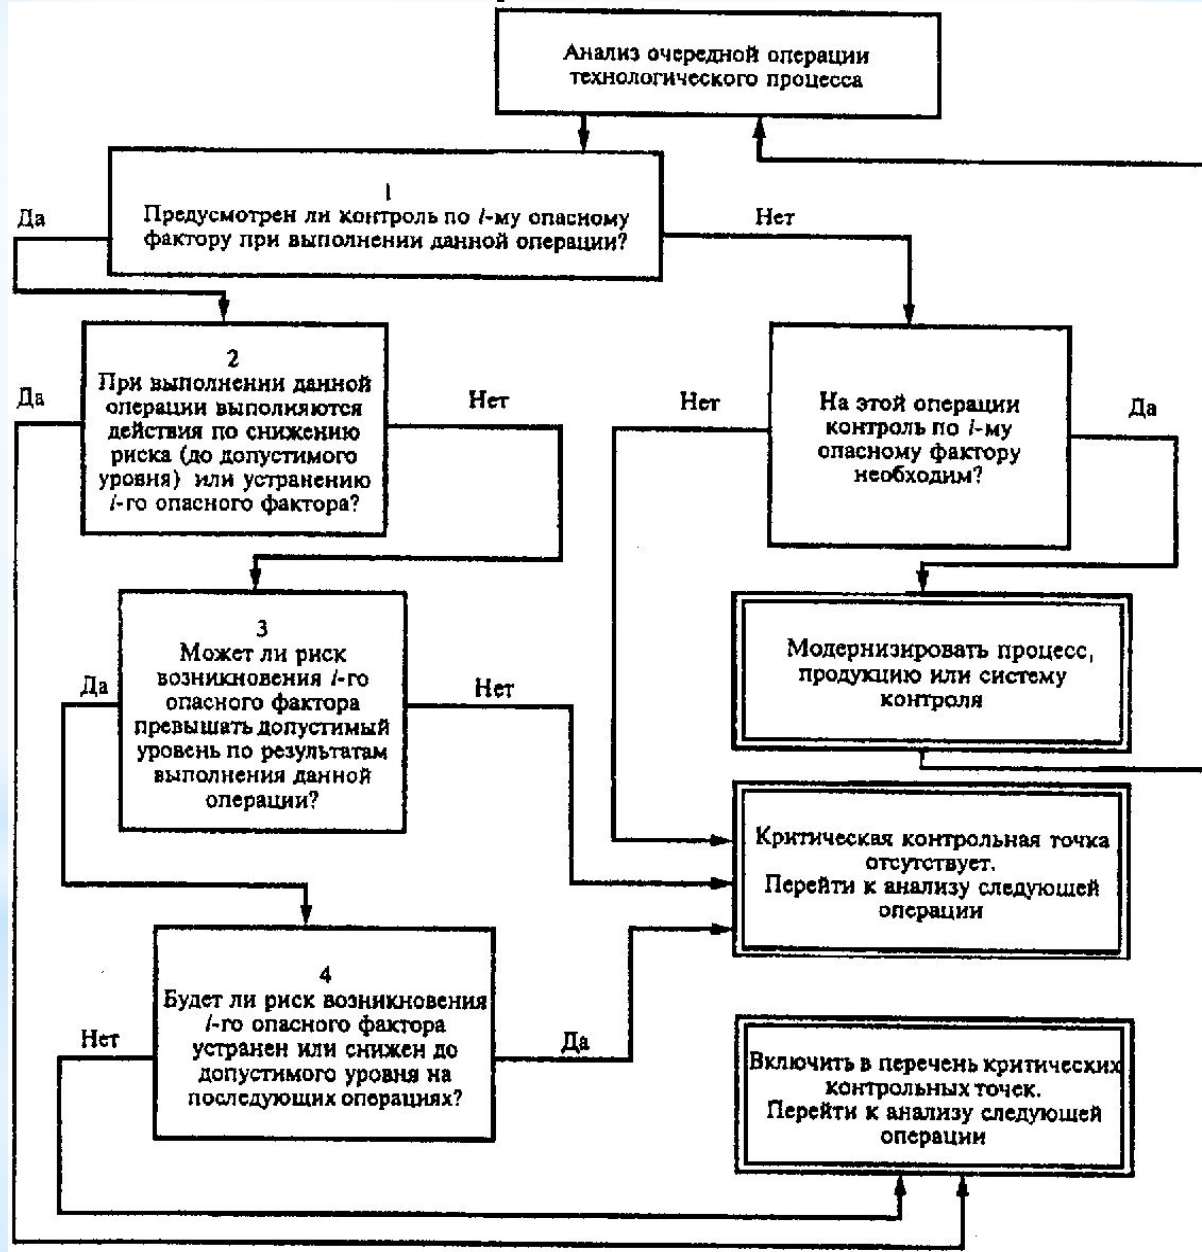 Анализ очередной операции
технологического процесса
1
Предусмотрен ли контроль по i-му опасному
фактору при выполнении данной операции?
Да
Нет
2
При выполнении данной
операции выполняются
действия по снижению
риска (до допустимого
уровня) или устранению
i-го опасного фактора?
Да
Нет
На этой операции
контроль по i-му
опасному фактору
необходим?
Нет
Да
3
Может ли риск
возникновения i-го
опасного фактора
превышать допустимый
уровень по результатам
выполнения данной
операции?
Да
Нет
Модернизировать процесс,
продукцию или систему
контроля
Критическая контрольная точка
отсутствует.
Перейти к анализу следующей
операции
4
Будет ли риск возникновения
i-го опасного фактора
устранен или снижен до
допустимого уровня на
последующих операциях?
Нет
Да
Включить в перечень критических
контрольных точек.
Перейти к анализу следующей
операции